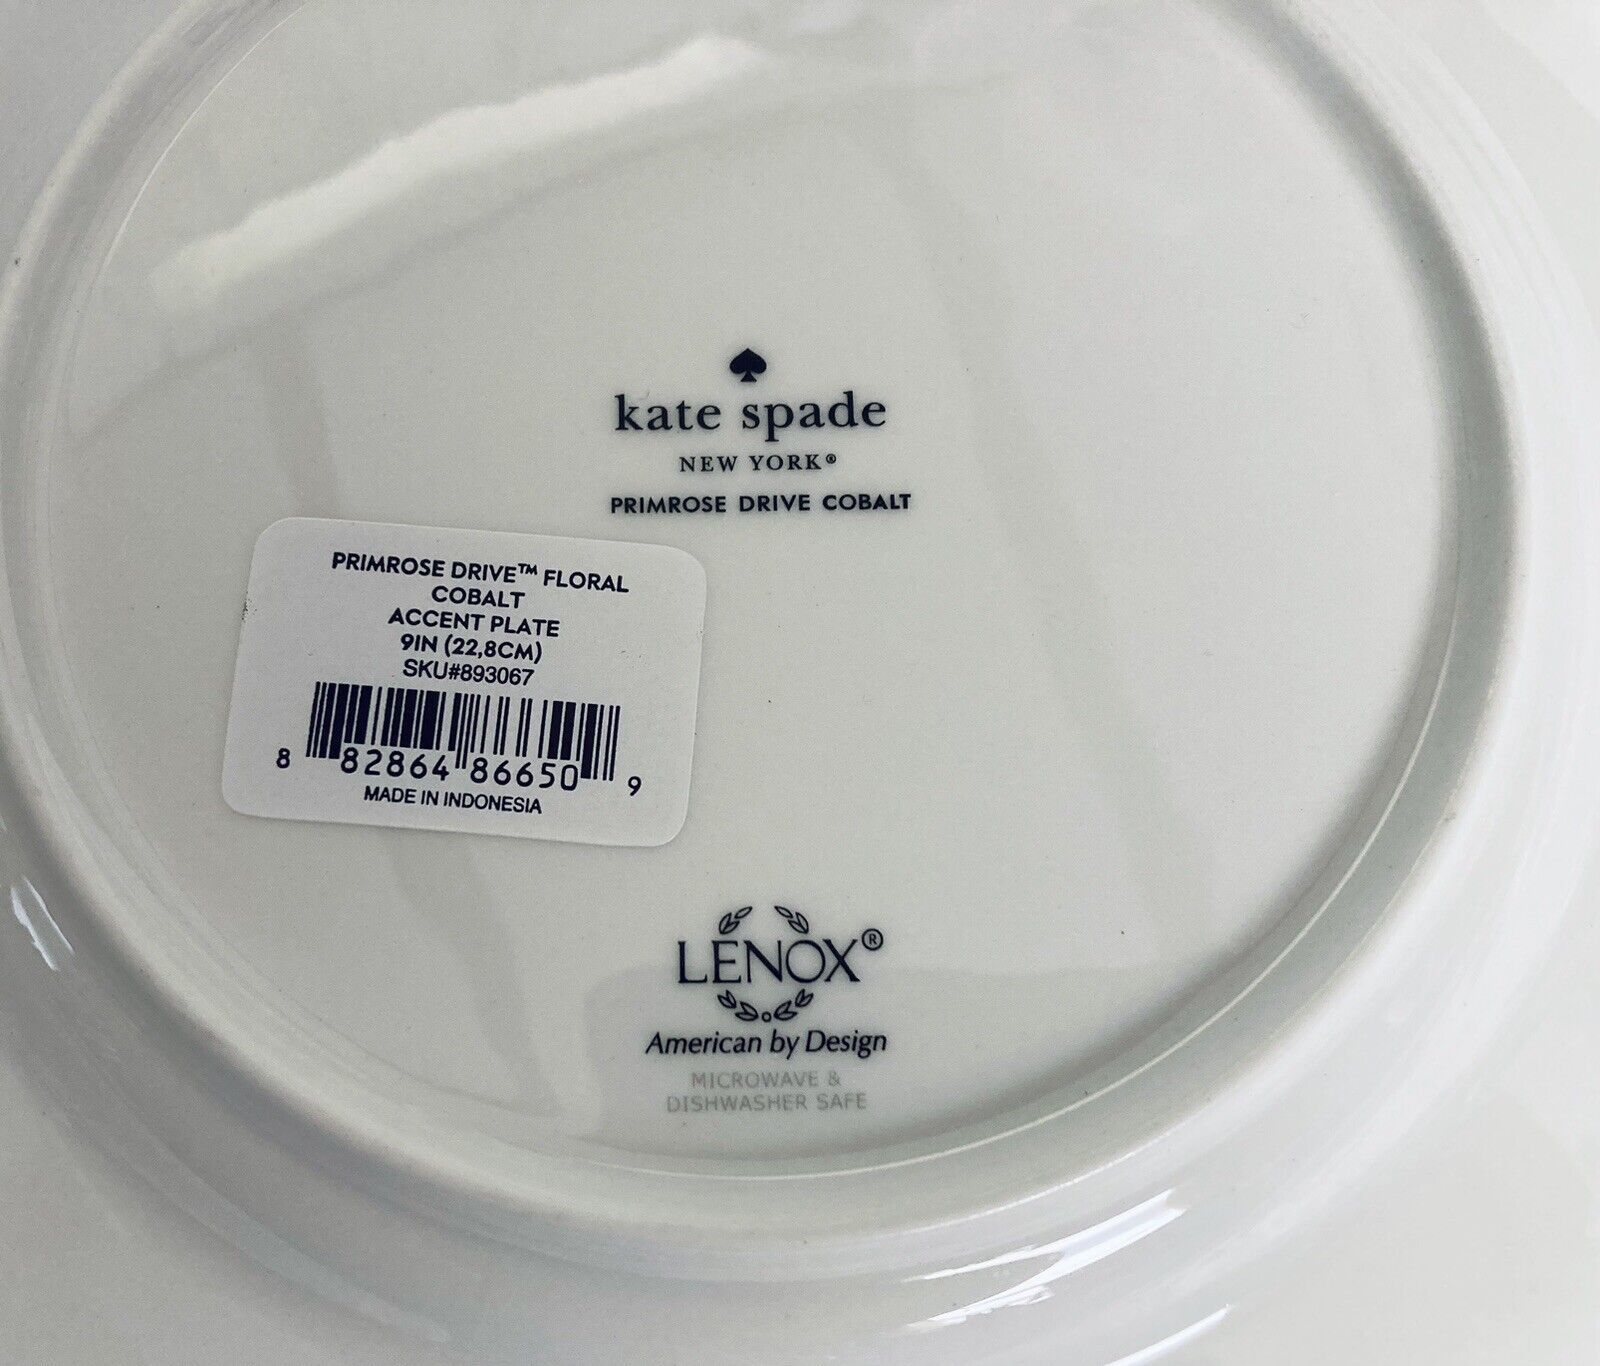 kate spade
NEW YORK®
PRIMROSE DRIVE COBALT
PRIMROSE DRIVE™ FLORAL
COBALT
ACCENT PLATE
9IN (22,8CM)
SKU#893067
8 82864 86650 9
MADE IN INDONESIA
LENOX®
American by Design
MICROWAVE &
DISHWASHER SAFE